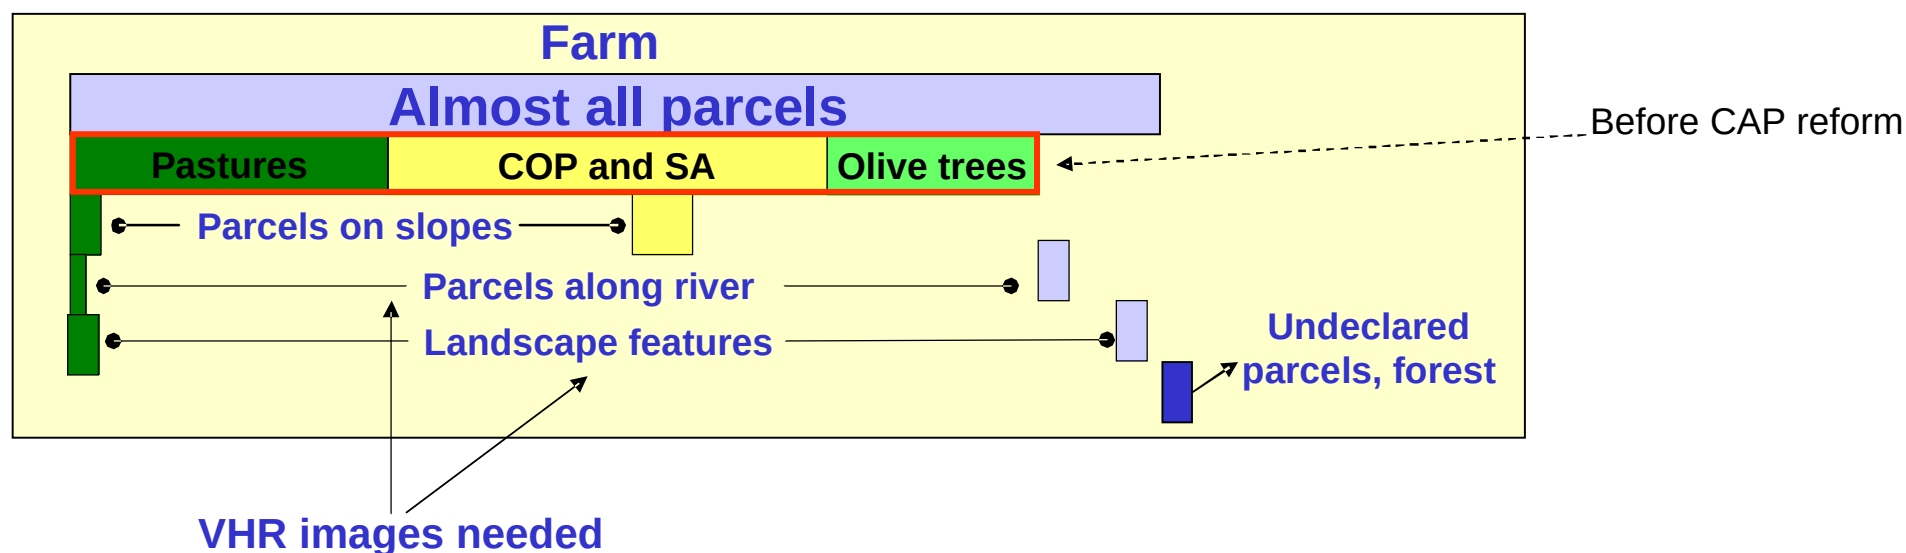 Farm
Almost all parcels
Before CAP reform
Pastures
COP and SA
Olive trees
Parcels on slopes
Parcels along river
Landscape features
Undeclared
parcels, forest
VHR images needed